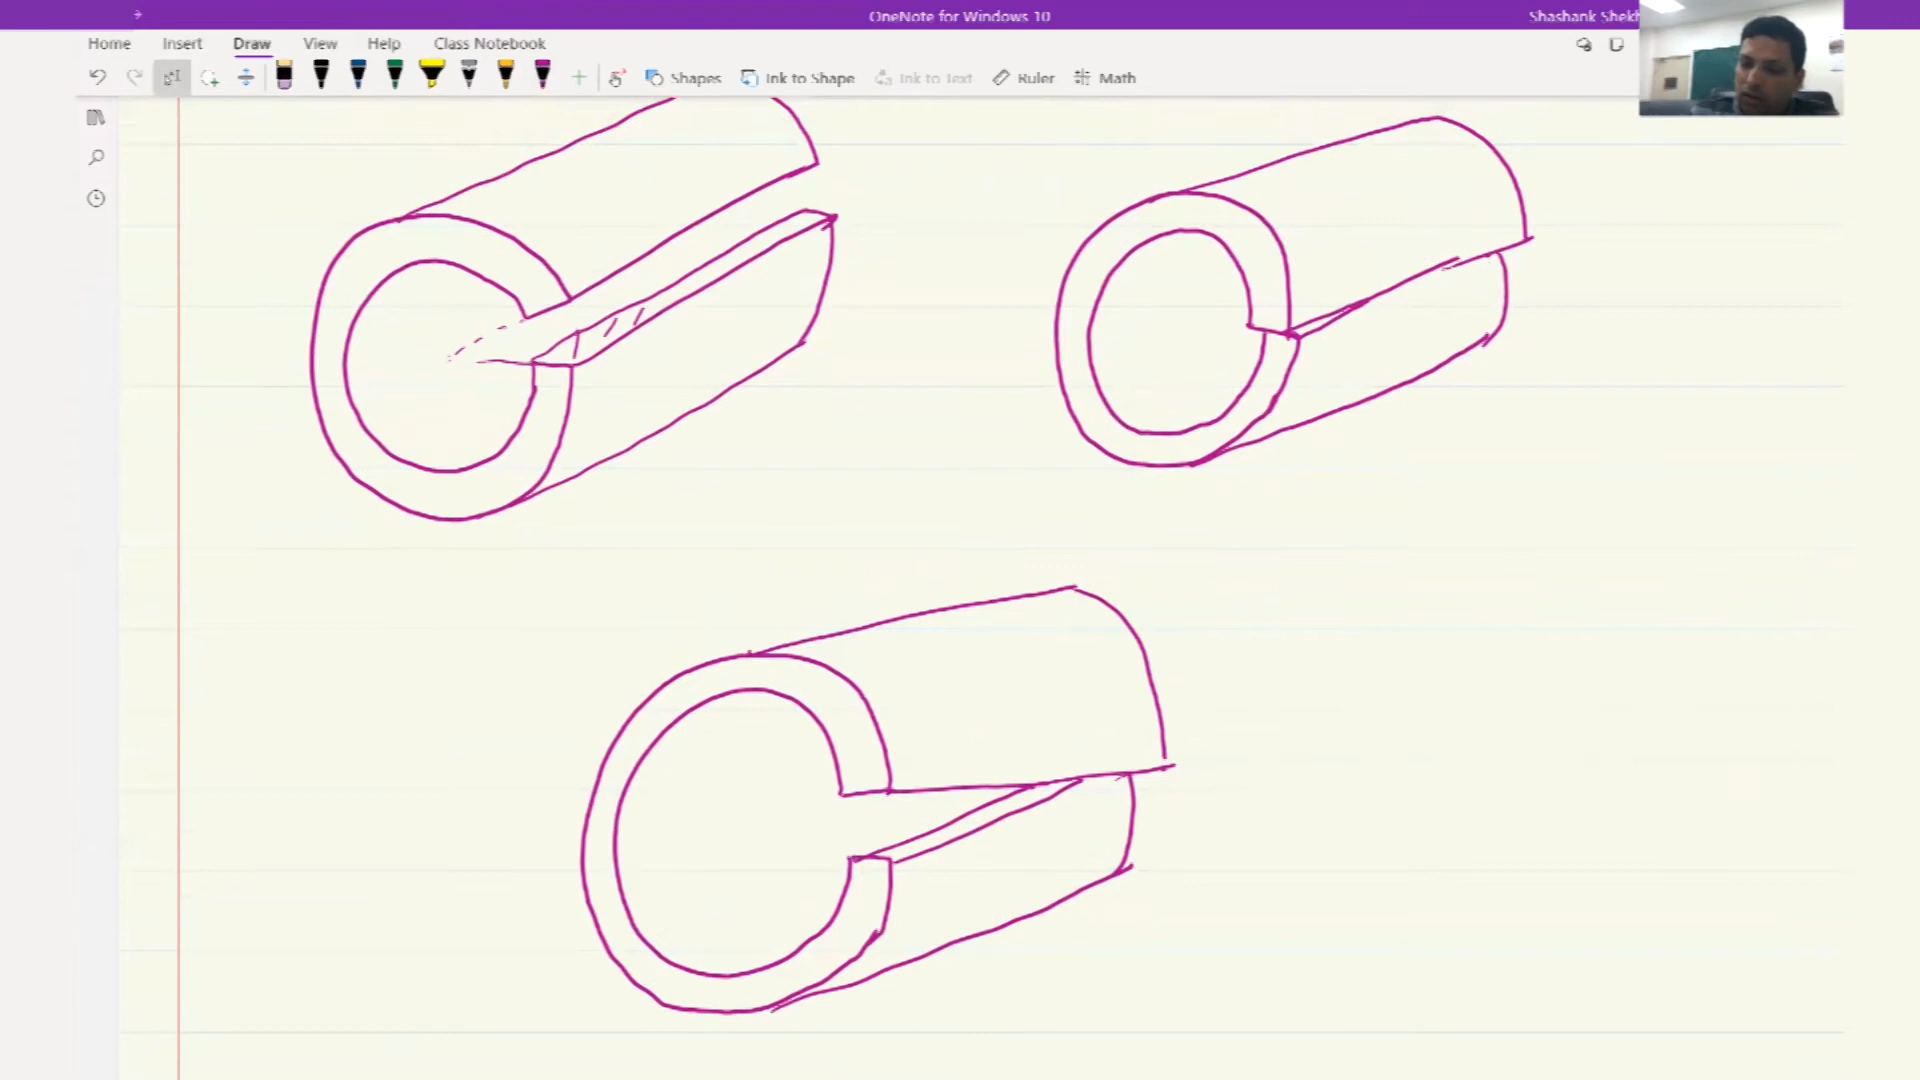 OneNote for Windows 10
Shashank Shekh
Home Insert Draw View Help Class Notebook
Shapes Ink to Shape Ink to Text Ruler Math